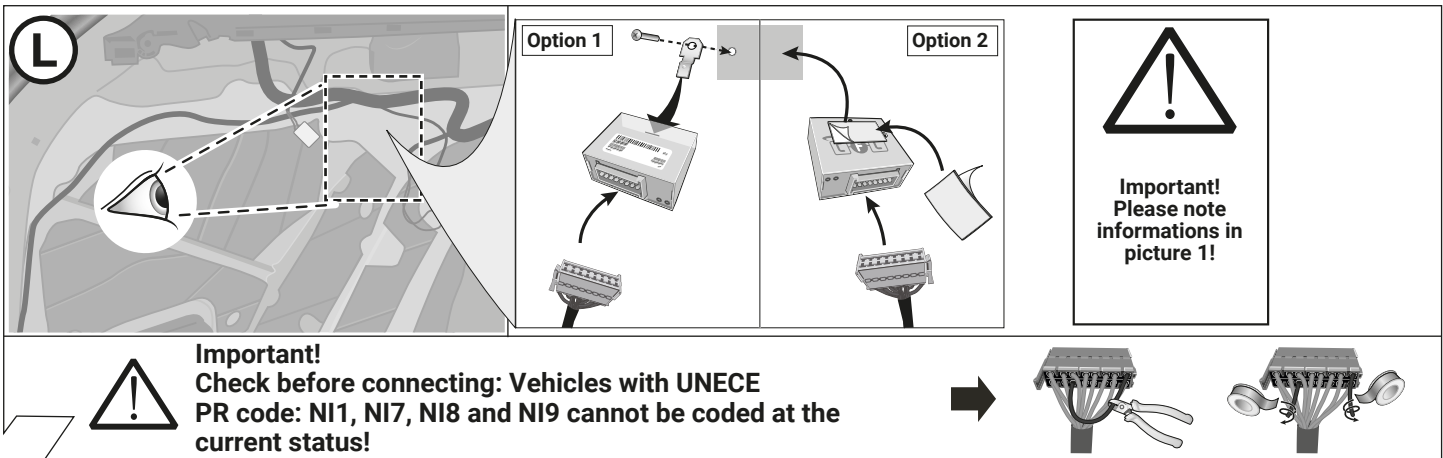 L
Option 1
Option 2
Important!
Please note
informations in
picture 1!
Important!
Check before connecting: Vehicles with UNECE
PR code: NI1, NI7, NI8 and NI9 cannot be coded at the
current status!